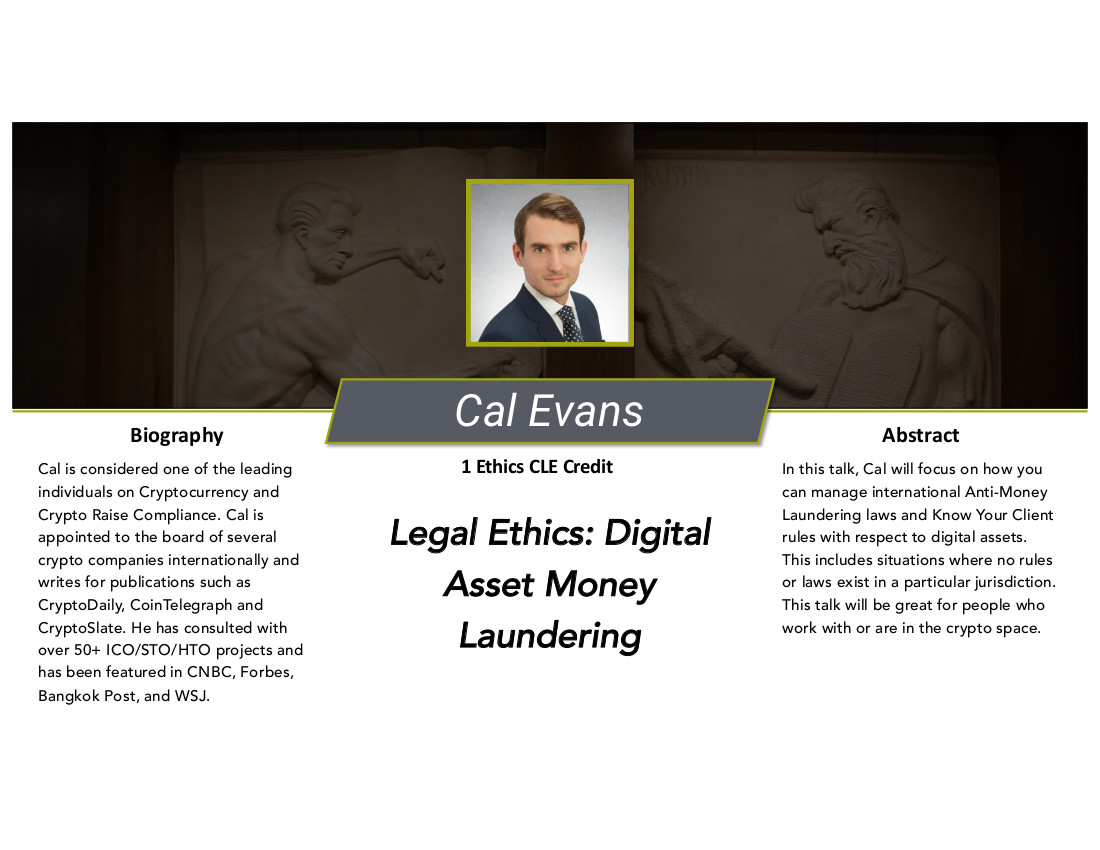 RUSSIN
Cal Evans
Biography
Cal is considered one of the leading
individuals on Cryptocurrency and
Crypto Raise Compliance. Cal is
appointed to the board of several
crypto companies internationally and
writes for publications such as
CryptoDaily, CoinTelegraph and
CryptoSlate. He has consulted with
over 50+ ICO/STO/HTO projects and
has been featured in CNBC, Forbes,
Bangkok Post, and WSJ.
1 Ethics CLE Credit
Legal Ethics: Digital
Asset Money
Laundering
Abstract
In this talk, Cal will focus on how you
can manage international Anti-Money
Laundering laws and Know Your Client
rules with respect to digital assets.
This includes situations where no rules
or laws exist in a particular jurisdiction.
This talk will be great for people who
work with or are in the crypto space.